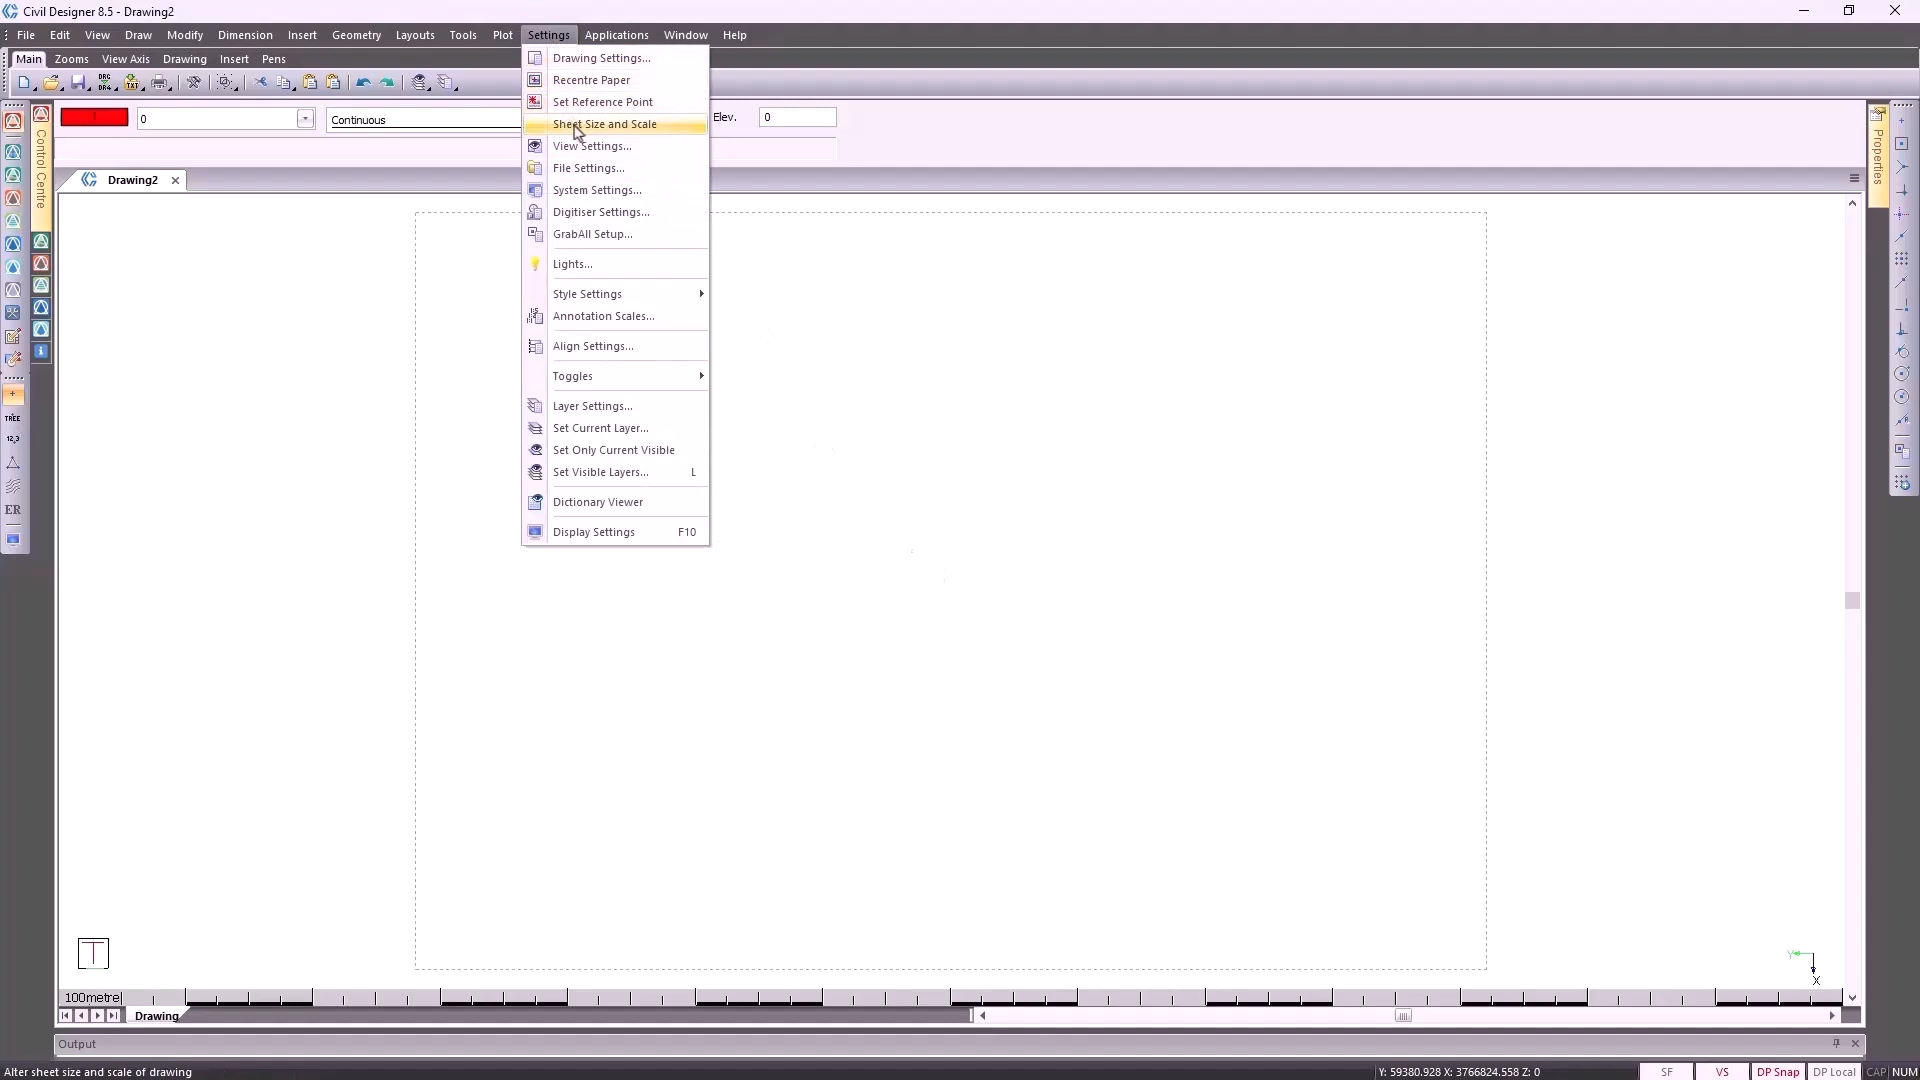 Civil Designer 8.5 - Drawing2
File Edit View Draw Modify Dimension Insert Geometry Layouts Tools Plot Settings Applications Window Help
Main Zooms View Axis Drawing Insert Pens
0 Continuous Elev. 0
Control Centre
Properties
Drawing2
Drawing Settings...
Recentre Paper
Set Reference Point
Sheet Size and Scale
View Settings...
File Settings...
System Settings...
Digitiser Settings...
GrabAll Setup...
Lights...
Style Settings
Annotation Scales...
Align Settings...
Toggles
Layer Settings...
Set Current Layer...
Set Only Current Visible
Set Visible Layers... L
Dictionary Viewer
Display Settings F10
TREE
12,3
ER
T
Y
X
100metre
Drawing
Output
Alter sheet size and scale of drawing Y: 59380.928 X: 3766824.558 Z: 0 SF VS DP Snap DP Local CAP NUM